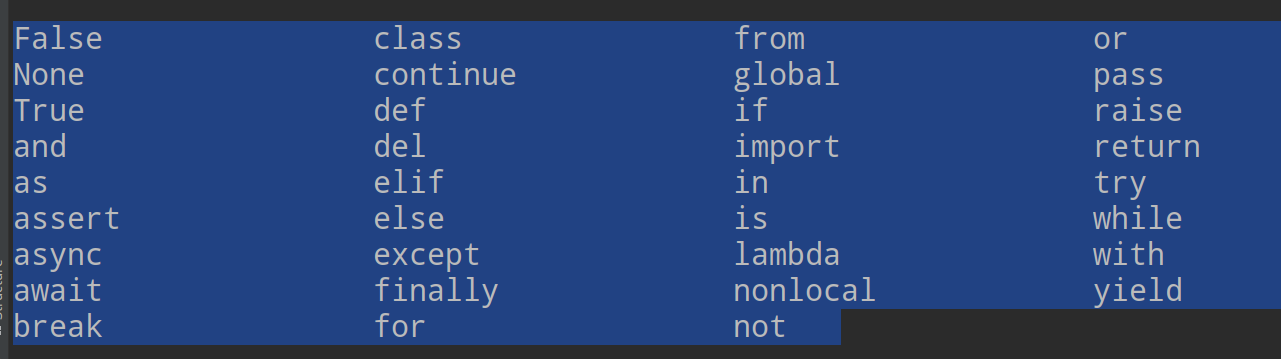 False class from or
None continue global pass
True def if raise
and del import return
as elif in try
assert else is while
async except lambda with
await finally nonlocal yield
break for not
Structure